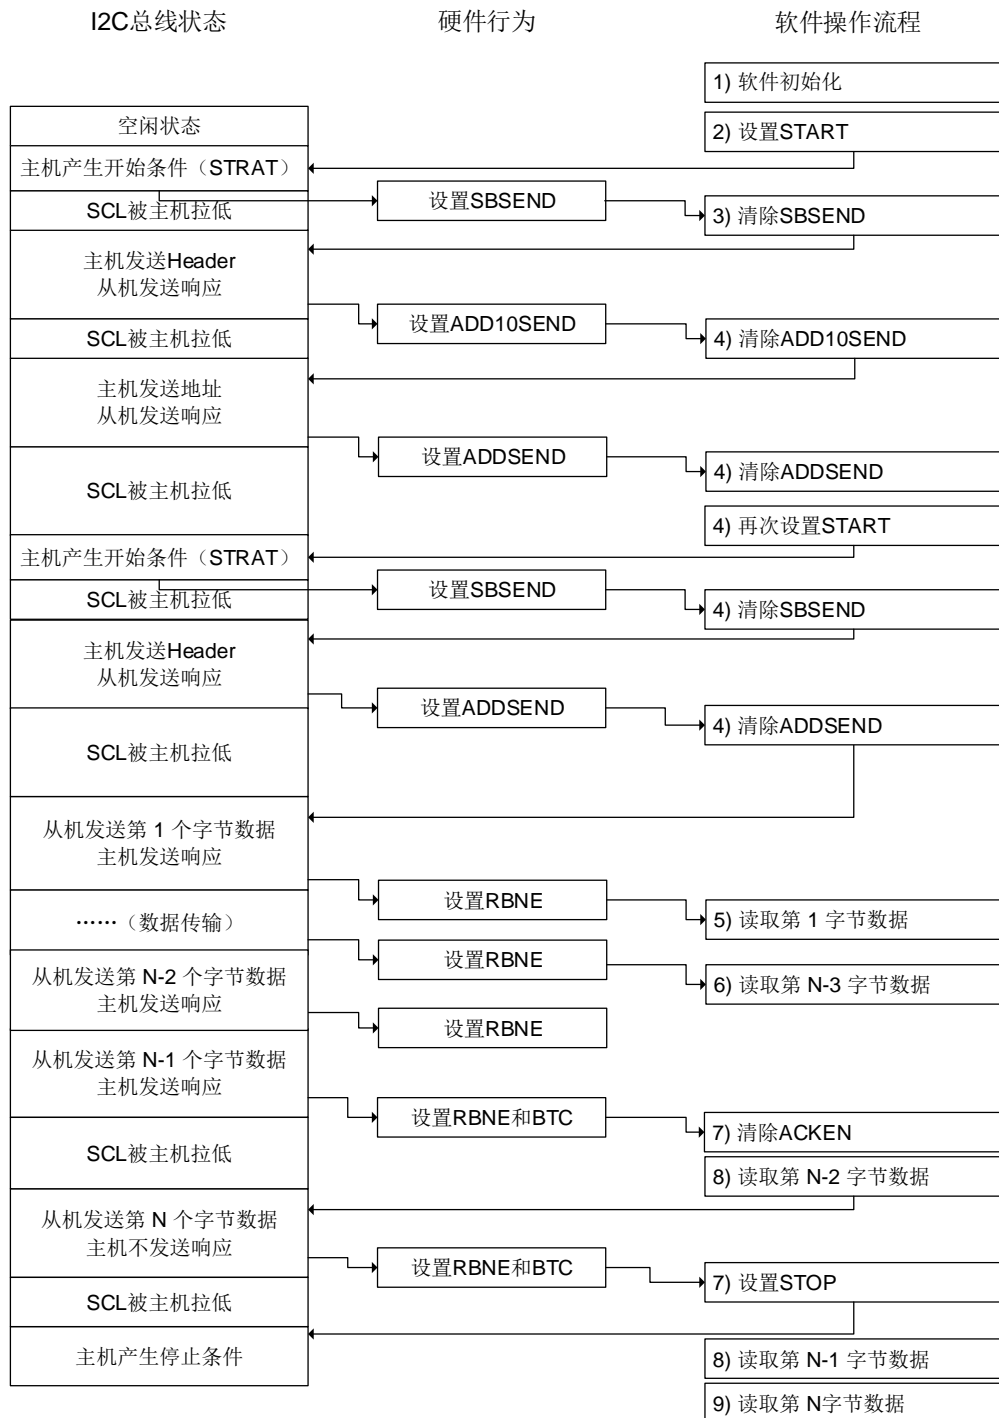 I2C总线状态 硬件行为 软件操作流程
1) 软件初始化
空闲状态
2) 设置START
主机产生开始条件（STRAT）
设置SBSEND
SCL被主机拉低
3) 清除SBSEND
主机发送Header
从机发送响应
设置ADD10SEND
SCL被主机拉低
4) 清除ADD10SEND
主机发送地址
从机发送响应
设置ADDSEND
4) 清除ADDSEND
SCL被主机拉低
4) 再次设置START
主机产生开始条件（STRAT）
设置SBSEND
SCL被主机拉低
4) 清除SBSEND
主机发送Header
从机发送响应
设置ADDSEND
4) 清除ADDSEND
SCL被主机拉低
从机发送第 1 个字节数据
主机发送响应
设置RBNE
5) 读取第 1 字节数据
……（数据传输）
设置RBNE
从机发送第 N-2 个字节数据
主机发送响应
6) 读取第 N-3 字节数据
设置RBNE
从机发送第 N-1 个字节数据
主机发送响应
设置RBNE和BTC
7) 清除ACKEN
SCL被主机拉低
8) 读取第 N-2 字节数据
从机发送第 N 个字节数据
主机不发送响应
设置RBNE和BTC
7) 设置STOP
SCL被主机拉低
主机产生停止条件
8) 读取第 N-1 字节数据
9) 读取第 N字节数据